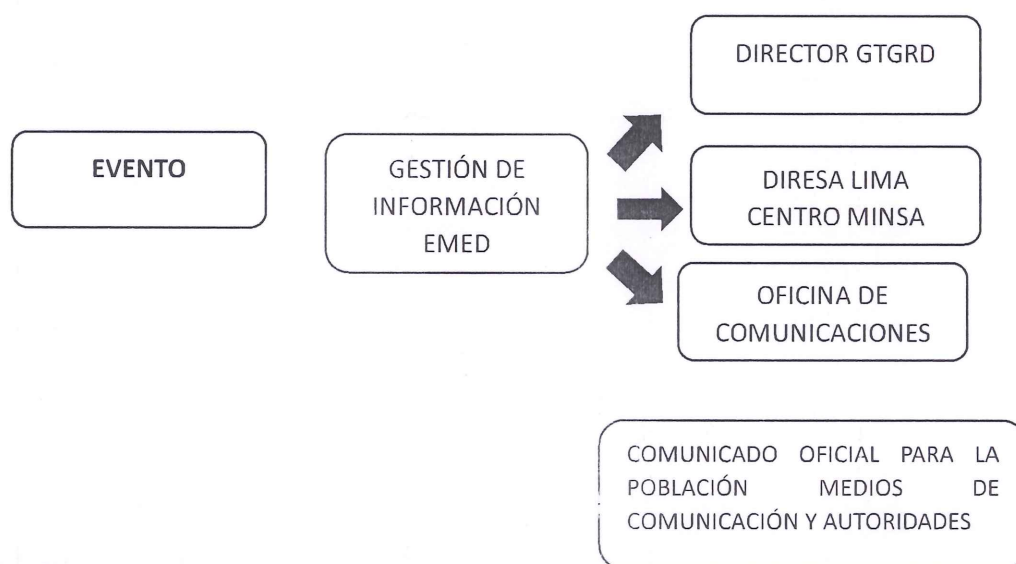 EVENTO
GESTIÓN DE
INFORMACIÓN
EMED
DIRECTOR GTGRD
DIRESA LIMA
CENTRO MINSA
OFICINA DE
COMUNICACIONES
COMUNICADO OFICIAL PARA LA
POBLACIÓN MEDIOS DE
COMUNICACIÓN Y AUTORIDADES